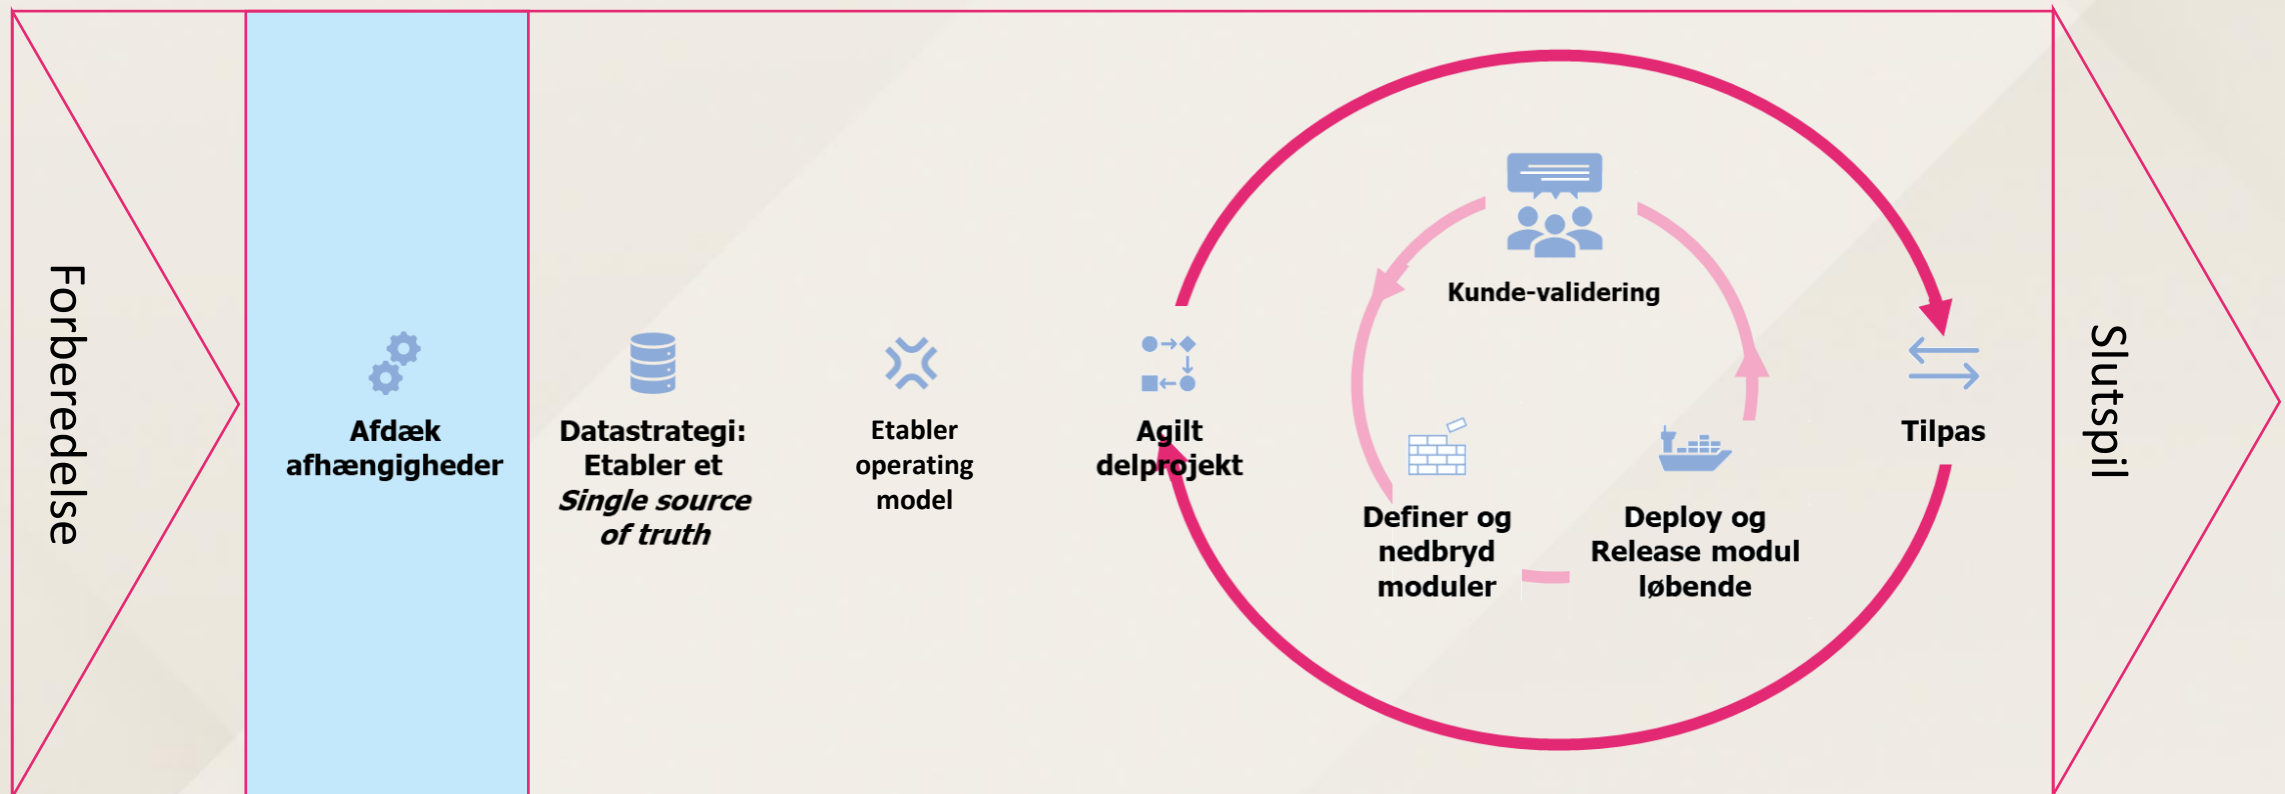 Forberedelse
Afdæk
afhængigheder
Datastrategi:
Etabler et
Single source
of truth
Etabler
operating
model
Agilt
delprojekt
Kunde-validering
Definer og
nedbryd
moduler
Deploy og
Release modul
løbende
Tilpas
Slutspil